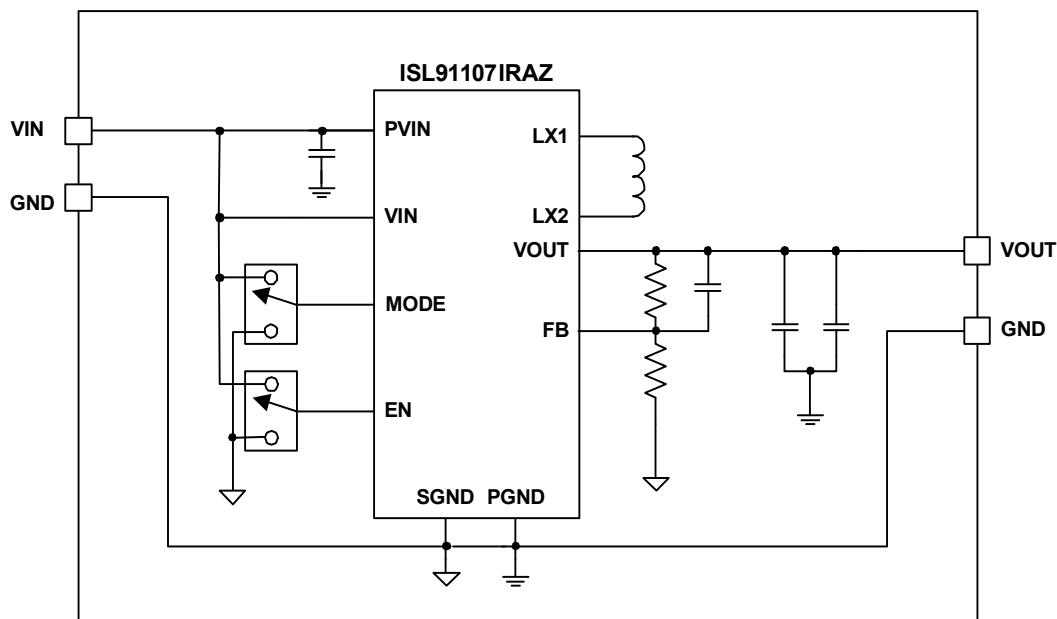 ISL91107IRAZ
VIN
PVIN
LX1
GND
VIN
LX2
VOUT
VOUT
MODE
FB
GND
EN
SGND PGND